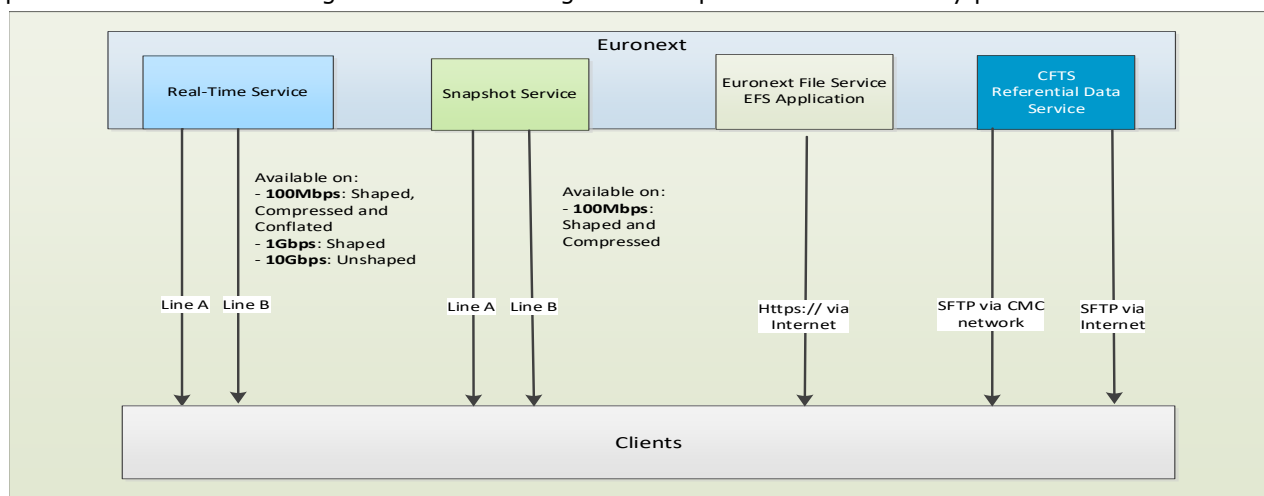 Euronext
Real-Time Service
Snapshot Service
Euronext File Service
EFS Application
CFTS
Referential Data
Service
Available on:
- 100Mbps: Shaped,
Compressed and
Conflated
- 1Gbps: Shaped
- 10Gbps: Unshaped
Available on:
- 100Mbps:
Shaped and
Compressed
Line A
Line B
Line A
Line B
Https:// via
Internet
SFTP via CMC
network
SFTP via
Internet
Clients